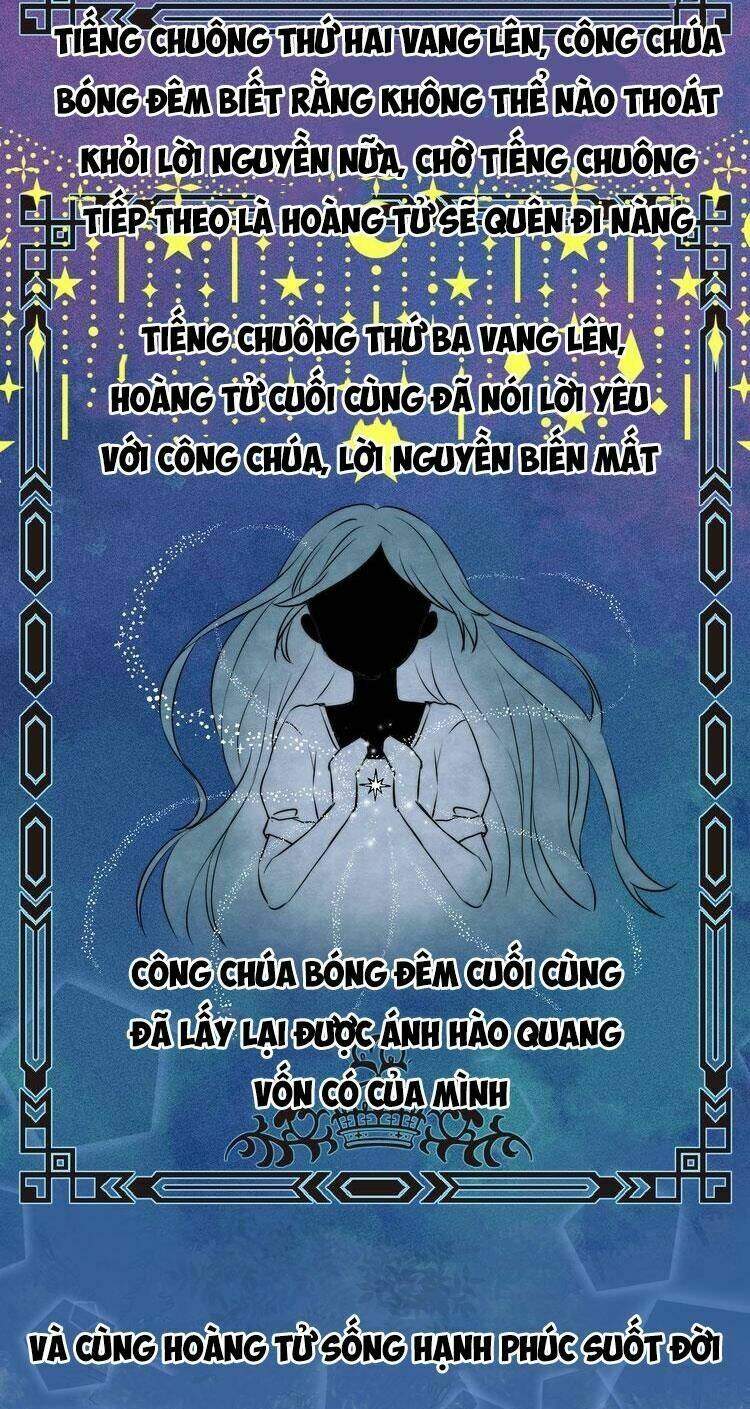 TIẾNG CHUÔNG THỨ HAI VANG LÊN, CÔNG CHÚA
BÓNG ĐÊM BIẾT RẰNG KHÔNG THỂ NÀO THOÁT
KHỎI LỜI NGUYỀN NỮA, CHỜ TIẾNG CHUÔNG
TIẾP THEO LÀ HOÀNG TỬ SẼ QUÊN ĐI NÀNG
TIẾNG CHUÔNG THỨ BA VANG LÊN,
HOÀNG TỬ CUỐI CÙNG ĐÃ NÓI LỜI YÊU
VỚI CÔNG CHÚA, LỜI NGUYỀN BIẾN MẤT
CÔNG CHÚA BÓNG ĐÊM CUỐI CÙNG
ĐÃ LẤY LẠI ĐƯỢC ÁNH HÀO QUANG
VỐN CÓ CỦA MÌNH
VÀ CÙNG HOÀNG TỬ SỐNG HẠNH PHÚC SUỐT ĐỜI